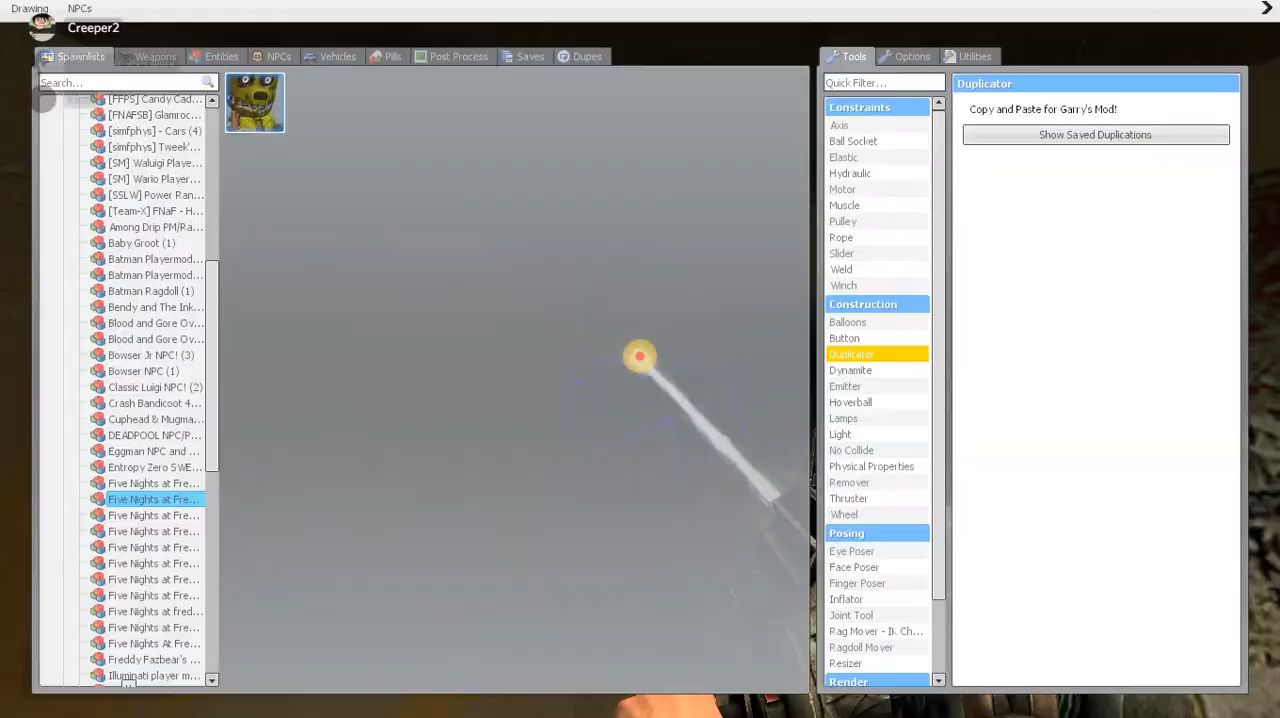 Drawing NPCs
Creeper2
Spawnlists Weapons Entities NPCs Vehicles Pills Post Process Saves Dupes
Search...
[FFPS] Candy Cad...
[FNAFSB] Glamroc...
[simfphys] - Cars (4)
[simfphys] Tweek'...
[SM] Waluigi Playe...
[SM] Wario Player...
[SSLW] Power Ran...
[Team-X] FNaF - H...
Among Drip PM/Ra...
Baby Groot (1)
Batman Playermod...
Batman Playermod...
Batman Ragdoll (1)
Bendy and The Ink...
Blood and Gore Ov...
Blood and Gore Ov...
Bowser Jr NPC! (3)
Bowser NPC (1)
Classic Luigi NPC! (2)
Crash Bandicoot 4...
Cuphead & Mugma...
DEADPOOL NPC/P...
Eggman NPC and ...
Entropy Zero SWE...
Five Nights at Fre...
Five Nights at Fre...
Five Nights at Fre...
Five Nights at Fre...
Five Nights at Fre...
Five Nights at Fre...
Five Nights at Fre...
Five Nights at Fre...
Five Nights at fred...
Five Nights at Fre...
Five Nights At Fre...
Freddy Fazbear's ...
Illuminati player m...
Tools Options Utilities
Quick Filter...
Constraints
Axis
Ball Socket
Elastic
Hydraulic
Motor
Muscle
Pulley
Rope
Slider
Weld
Winch
Construction
Balloons
Button
Duplicator
Dynamite
Emitter
Hoverball
Lamps
Light
No Collide
Physical Properties
Remover
Thruster
Wheel
Posing
Eye Poser
Face Poser
Finger Poser
Inflator
Joint Tool
Rag Mover - Ik Ch...
Ragdoll Mover
Resizer
Render
Duplicator
Copy and Paste for Garry's Mod!
Show Saved Duplications